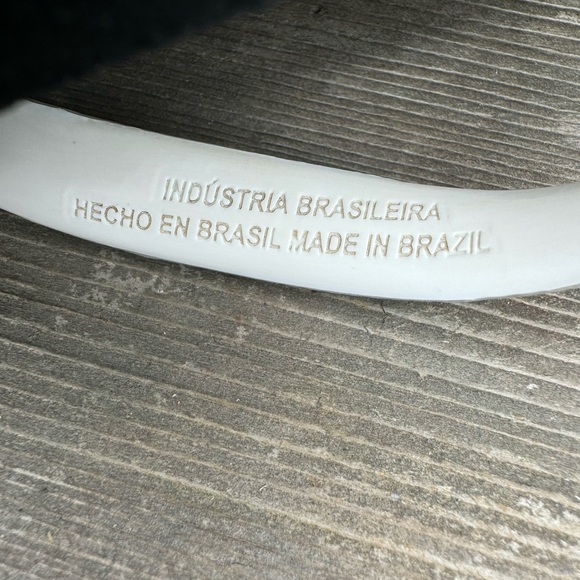 INDÚSTRIA BRASILEIRA
HECHO EN BRASIL MADE IN BRAZIL